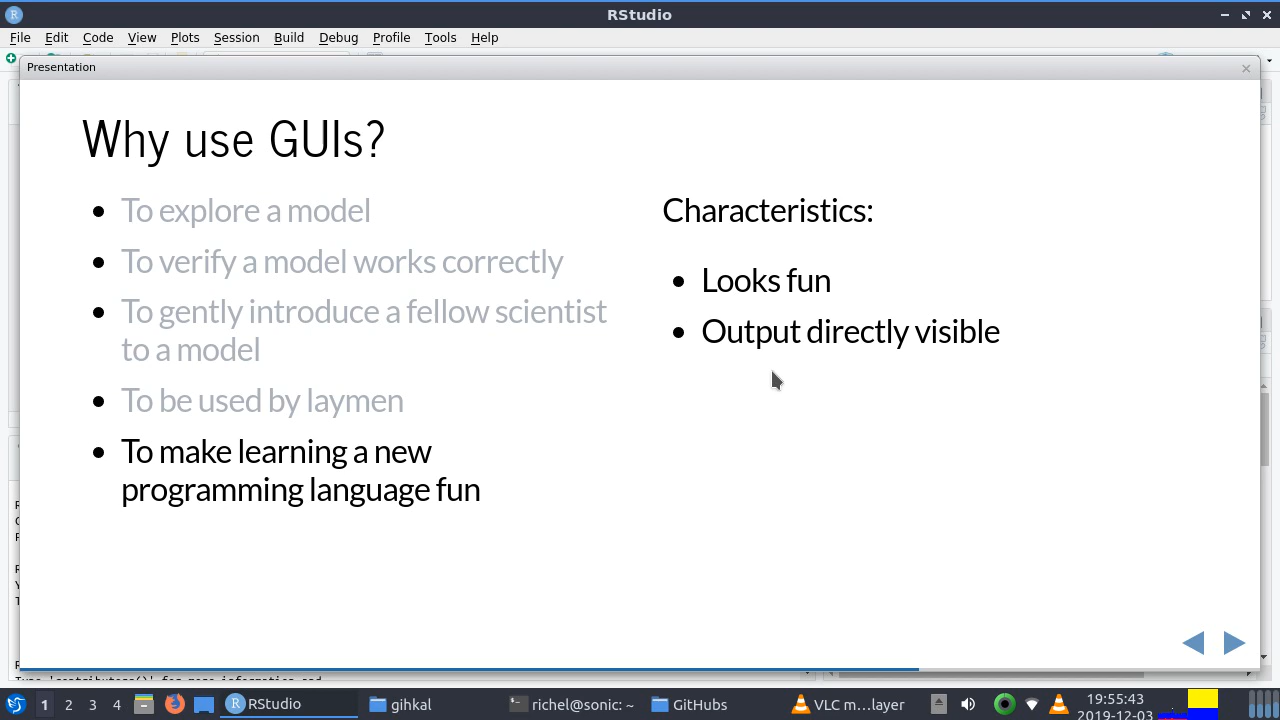 RStudio
File Edit Code View Plots Session Build Debug Profile Tools Help
Presentation
Why use GUIs?
To explore a model
To verify a model works correctly
To gently introduce a fellow scientist
to a model
To be used by laymen
To make learning a new
programming language fun
Characteristics:
Looks fun
Output directly visible
1 2 3 4 RStudio gihkal richel@sonic: ~ GitHubs VLC m...layer 19:55:43
2019-12-03